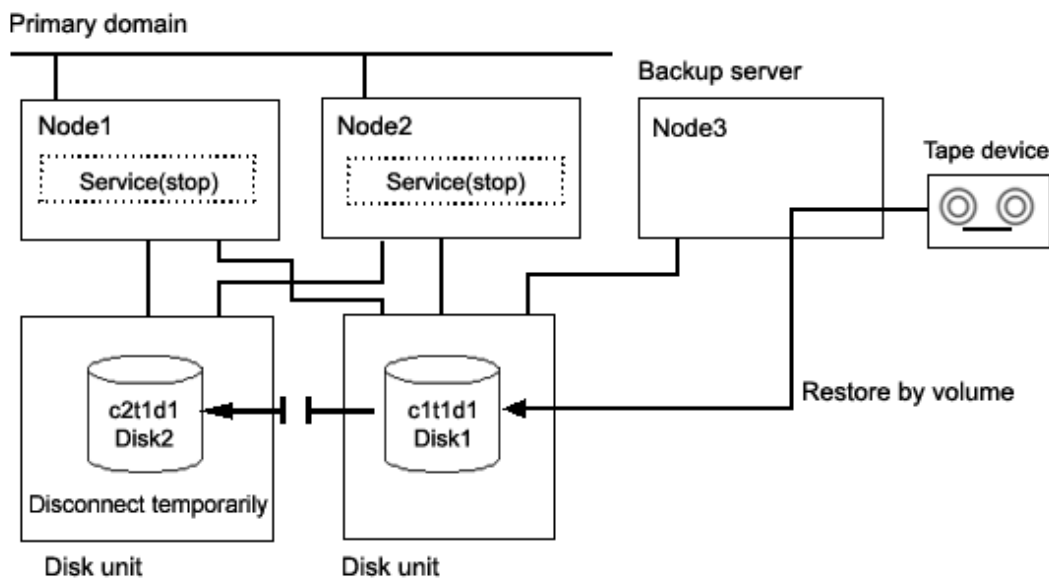 Primary domain
Backup server
Node1
Node2
Node3
Tape device
Service(stop)
Service(stop)
Restore by volume
c2t1d1
Disk2
c1t1d1
Disk1
Disconnect temporarily
Disk unit
Disk unit